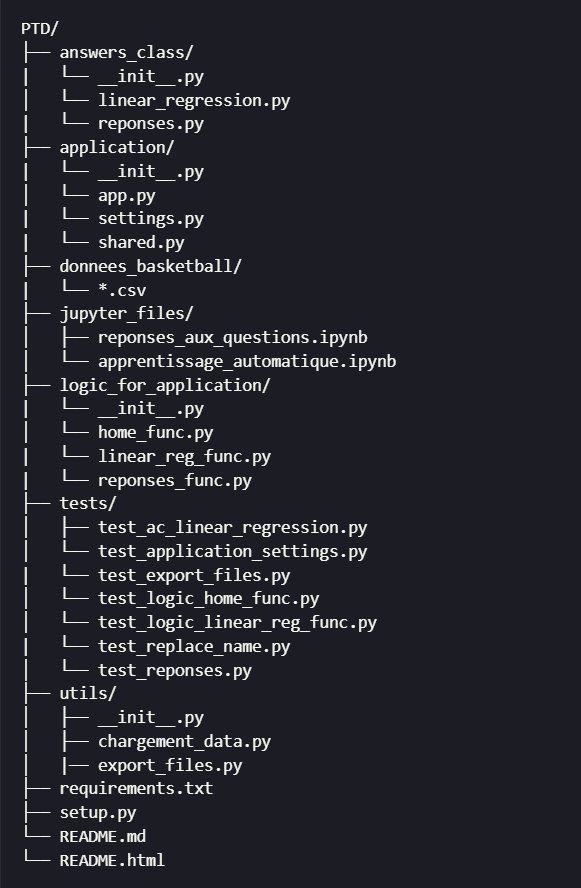 PTD/
├── answers_class/
│   └── __init__.py
│   └── linear_regression.py
│   └── reponses.py
├── application/
|   └── __init__.py
│   └── app.py
│   └── settings.py
|   └── shared.py
├── donnees_basketball/
|   └── *.csv
├── jupyter_files/
│   ├── reponses_aux_questions.ipynb
│   └── apprentissage_automatique.ipynb
├── logic_for_application/
|   └── __init__.py
│   └── home_func.py
│   └── linear_reg_func.py
|   └── reponses_func.py
├── tests/
│   ├── test_ac_linear_regression.py
│   └── test_application_settings.py
|   └── test_export_files.py
│   └── test_logic_home_func.py
│   └── test_logic_linear_reg_func.py
|   └── test_replace_name.py
│   └── test_reponses.py
├── utils/
│   ├── __init__.py
│   ├── chargement_data.py
│   |── export_files.py
├── requirements.txt
├── setup.py
└── README.md
└── README.html